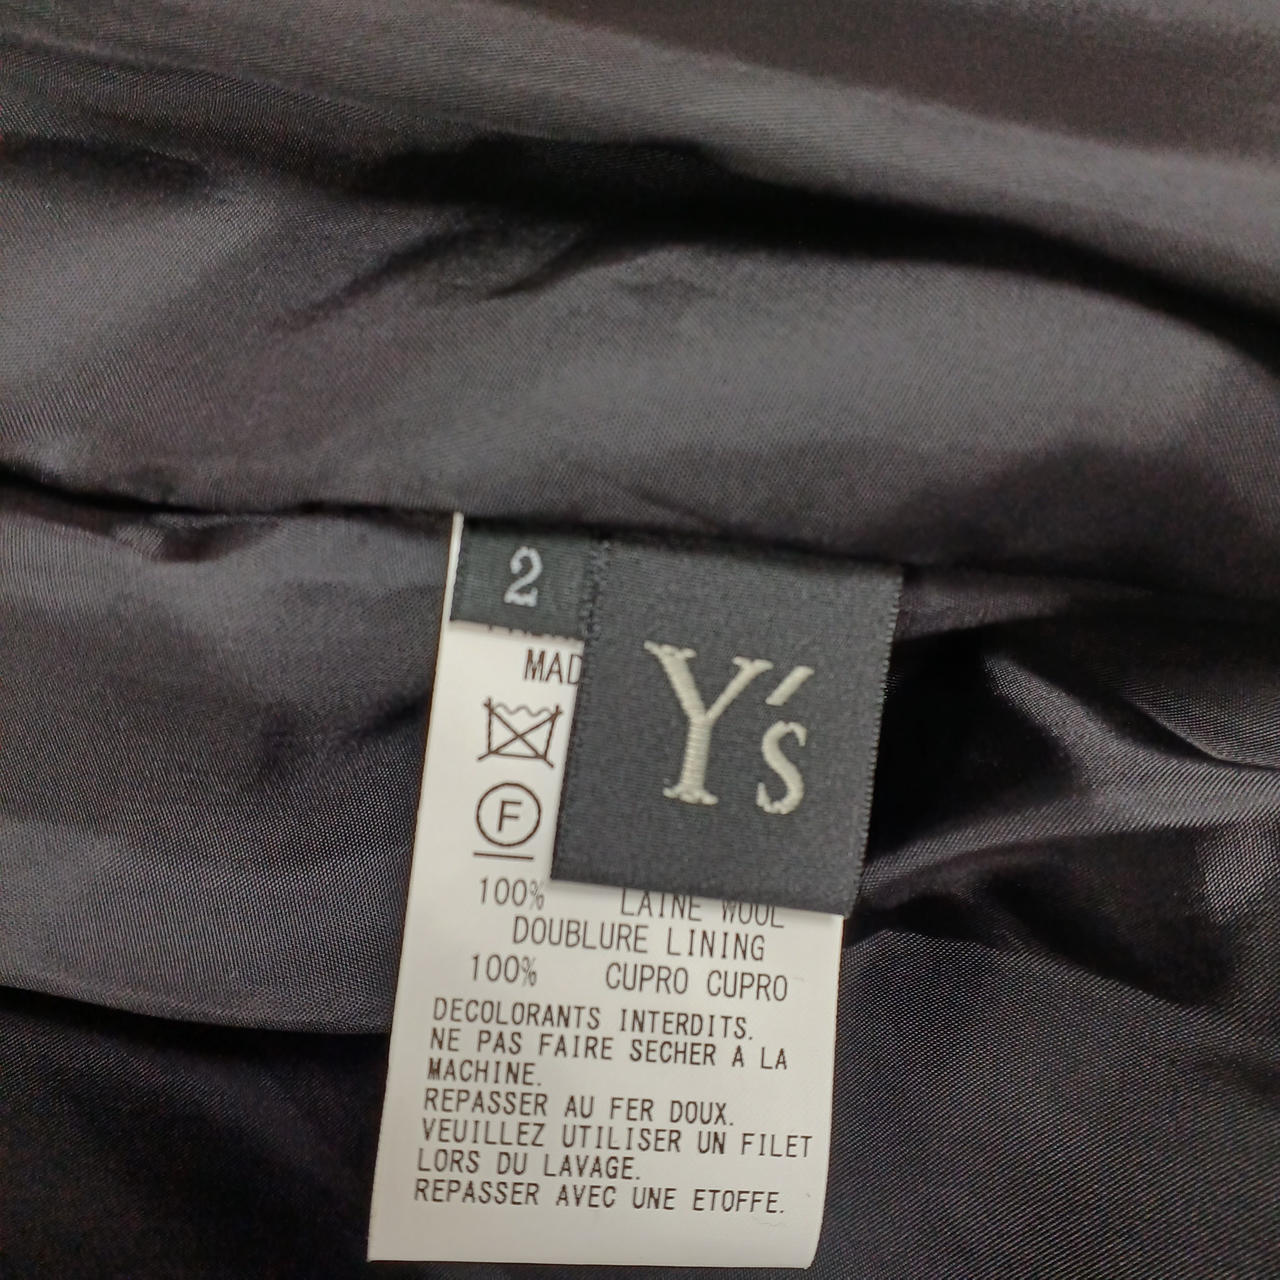 2
Y's
MAD
F
100% LAINE WOOL
DOUBLURE LINING
100% CUPRO CUPRO
DECOLORANTS INTERDITS.
NE PAS FAIRE SECHER A LA
MACHINE.
REPASSER AU FER DOUX.
VEUILLEZ UTILISER UN FILET
LORS DU LAVAGE.
REPASSER AVEC UNE ETOFFE.